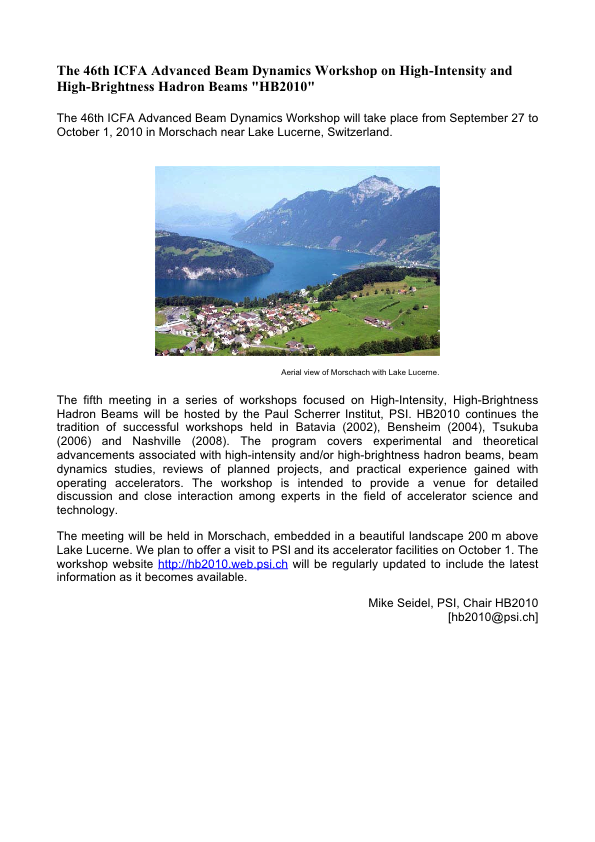 The 46th ICFA Advanced Beam Dynamics Workshop on High-Intensity and
High-Brightness Hadron Beams "HB2010"
The 46th ICFA Advanced Beam Dynamics Workshop will take place from September 27 to
October 1, 2010 in Morschach near Lake Lucerne, Switzerland.
Aerial view of Morschach with Lake Lucerne.
The fifth meeting in a series of workshops focused on High-Intensity, High-Brightness
Hadron Beams will be hosted by the Paul Scherrer Institut, PSI. HB2010 continues the
tradition of successful workshops held in Batavia (2002), Bensheim (2004), Tsukuba
(2006) and Nashville (2008). The program covers experimental and theoretical
advancements associated with high-intensity and/or high-brightness hadron beams, beam
dynamics studies, reviews of planned projects, and practical experience gained with
operating accelerators. The workshop is intended to provide a venue for detailed
discussion and close interaction among experts in the field of accelerator science and
technology.
The meeting will be held in Morschach, embedded in a beautiful landscape 200 m above
Lake Lucerne. We plan to offer a visit to PSI and its accelerator facilities on October 1. The
workshop website http://hb2010.web.psi.ch will be regularly updated to include the latest
information as it becomes available.
Mike Seidel, PSI, Chair HB2010
[hb2010@psi.ch]